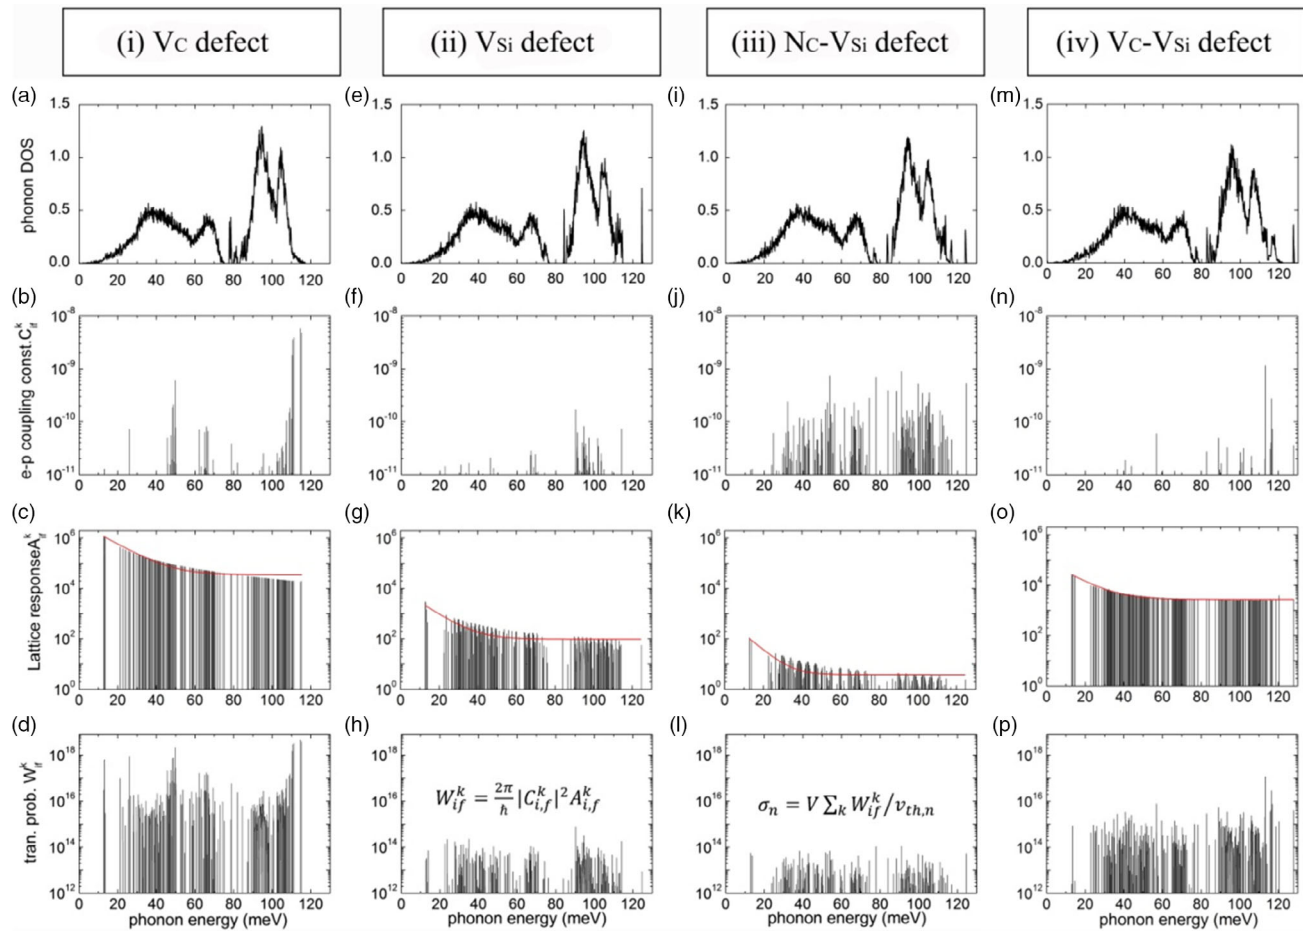 (i) VC defect
(ii) VSi defect
(iii) NC-VSi defect
(iv) VC-VSi defect
(a) (e) (i) (m)
1.5 1.5 1.5 1.5
1.0 1.0 1.0 1.0
phonon DOS
0.5 0.5 0.5 0.5
0.0 0.0 0.0 0.0
0 20 40 60 80 100 120 0 20 40 60 80 100 120 0 20 40 60 80 100 120 0 20 40 60 80 100 120
(b) (f) (j) (n)
10⁻⁸ 10⁻⁸ 10⁻⁸ 10⁻⁸
10⁻⁹ 10⁻⁹ 10⁻⁹ 10⁻⁹
e-p coupling const.C_if^k
10⁻¹⁰ 10⁻¹⁰ 10⁻¹⁰ 10⁻¹⁰
10⁻¹¹ 10⁻¹¹ 10⁻¹¹ 10⁻¹¹
0 20 40 60 80 100 120 0 20 40 60 80 100 120 0 20 40 60 80 100 120 0 20 40 60 80 100 120
(c) (g) (k) (o)
10⁶ 10⁶ 10⁶ 10⁶
10⁴ 10⁴ 10⁴ 10⁴
Lattice responseA_if^k
10² 10² 10² 10²
10⁰ 10⁰ 10⁰ 10⁰
0 20 40 60 80 100 120 0 20 40 60 80 100 120 0 20 40 60 80 100 120 0 20 40 60 80 100 120
(d) (h) (l) (p)
10¹⁸ 10¹⁸ 10¹⁸ 10¹⁸
10¹⁶ 10¹⁶ 10¹⁶ 10¹⁶
tran. prob. W_if^k
W_if^k = 2π/ħ |C_i,f^k|² A_i,f^k
σ_n = V ∑_k W_if^k / v_th,n
10¹⁴ 10¹⁴ 10¹⁴ 10¹⁴
10¹² 10¹² 10¹² 10¹²
0 20 40 60 80 100 120 0 20 40 60 80 100 120 0 20 40 60 80 100 120 0 20 40 60 80 100 120
phonon energy (meV) phonon energy (meV) phonon energy (meV) phonon energy (meV)